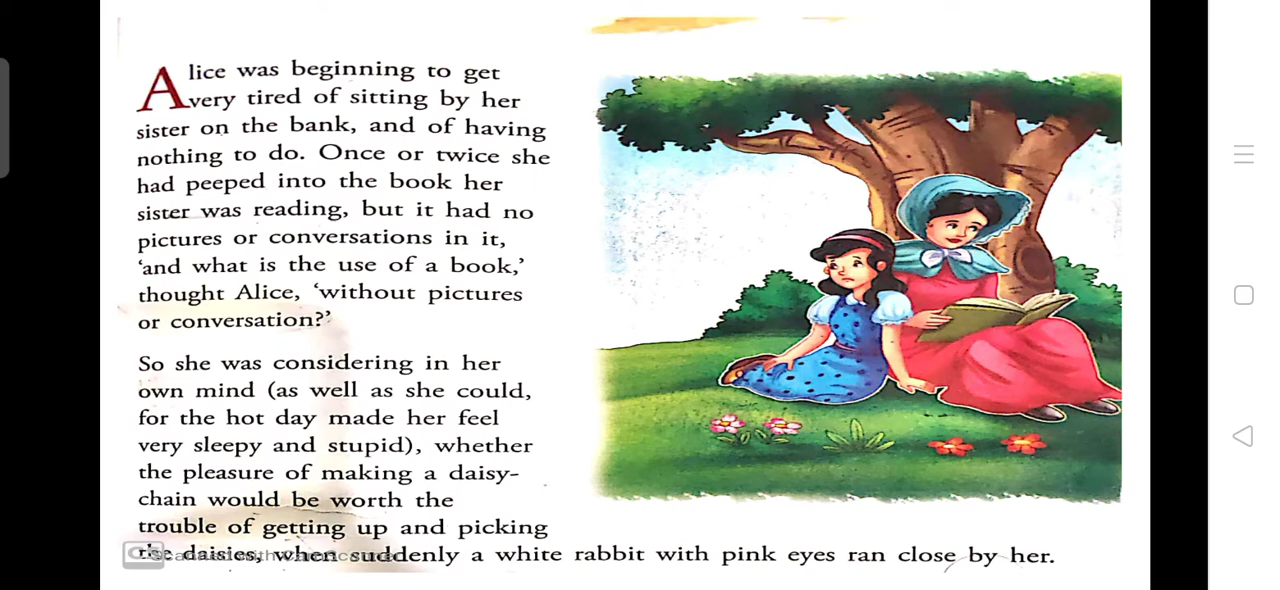 Alice was beginning to get
very tired of sitting by her
sister on the bank, and of having
nothing to do. Once or twice she
had peeped into the book her
sister was reading, but it had no
pictures or conversations in it,
‘and what is the use of a book,’
thought Alice, ‘without pictures
or conversation?’
So she was considering in her
own mind (as well as she could,
for the hot day made her feel
very sleepy and stupid), whether
the pleasure of making a daisy-
chain would be worth the
trouble of getting up and picking
the daisies, when suddenly a white rabbit with pink eyes ran close by her.
CS Scanned with CamScanner